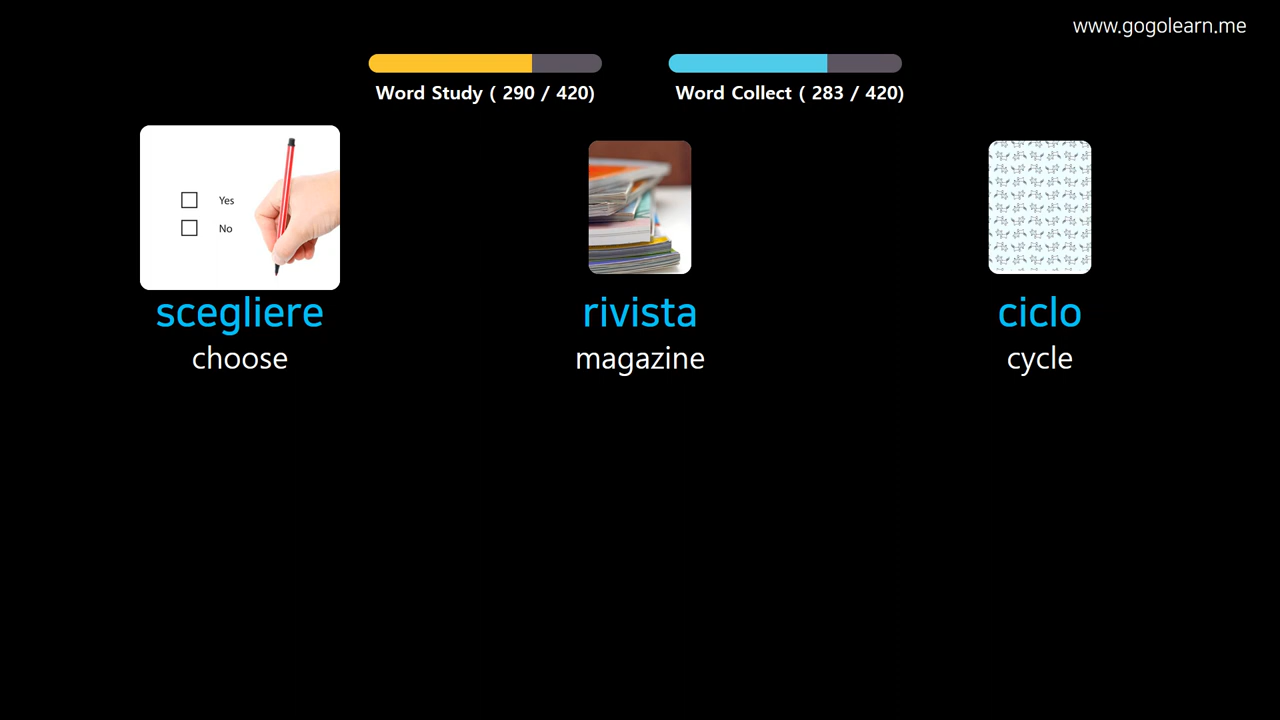 www.gogolearn.me
Word Study ( 290 / 420)
Word Collect ( 283 / 420)
Yes
No
scegliere
choose
rivista
magazine
ciclo
cycle